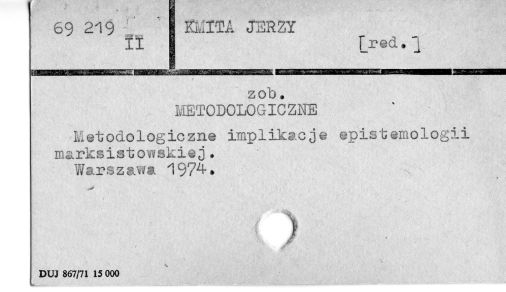 69 219
II
KMITA JERZY
[red.]
zob.
METODOLOGICZNE
Metodologiczne implikacje epistemologii
marksistowskiej.
Warszawa 1974.
DUJ 867/71 15 000